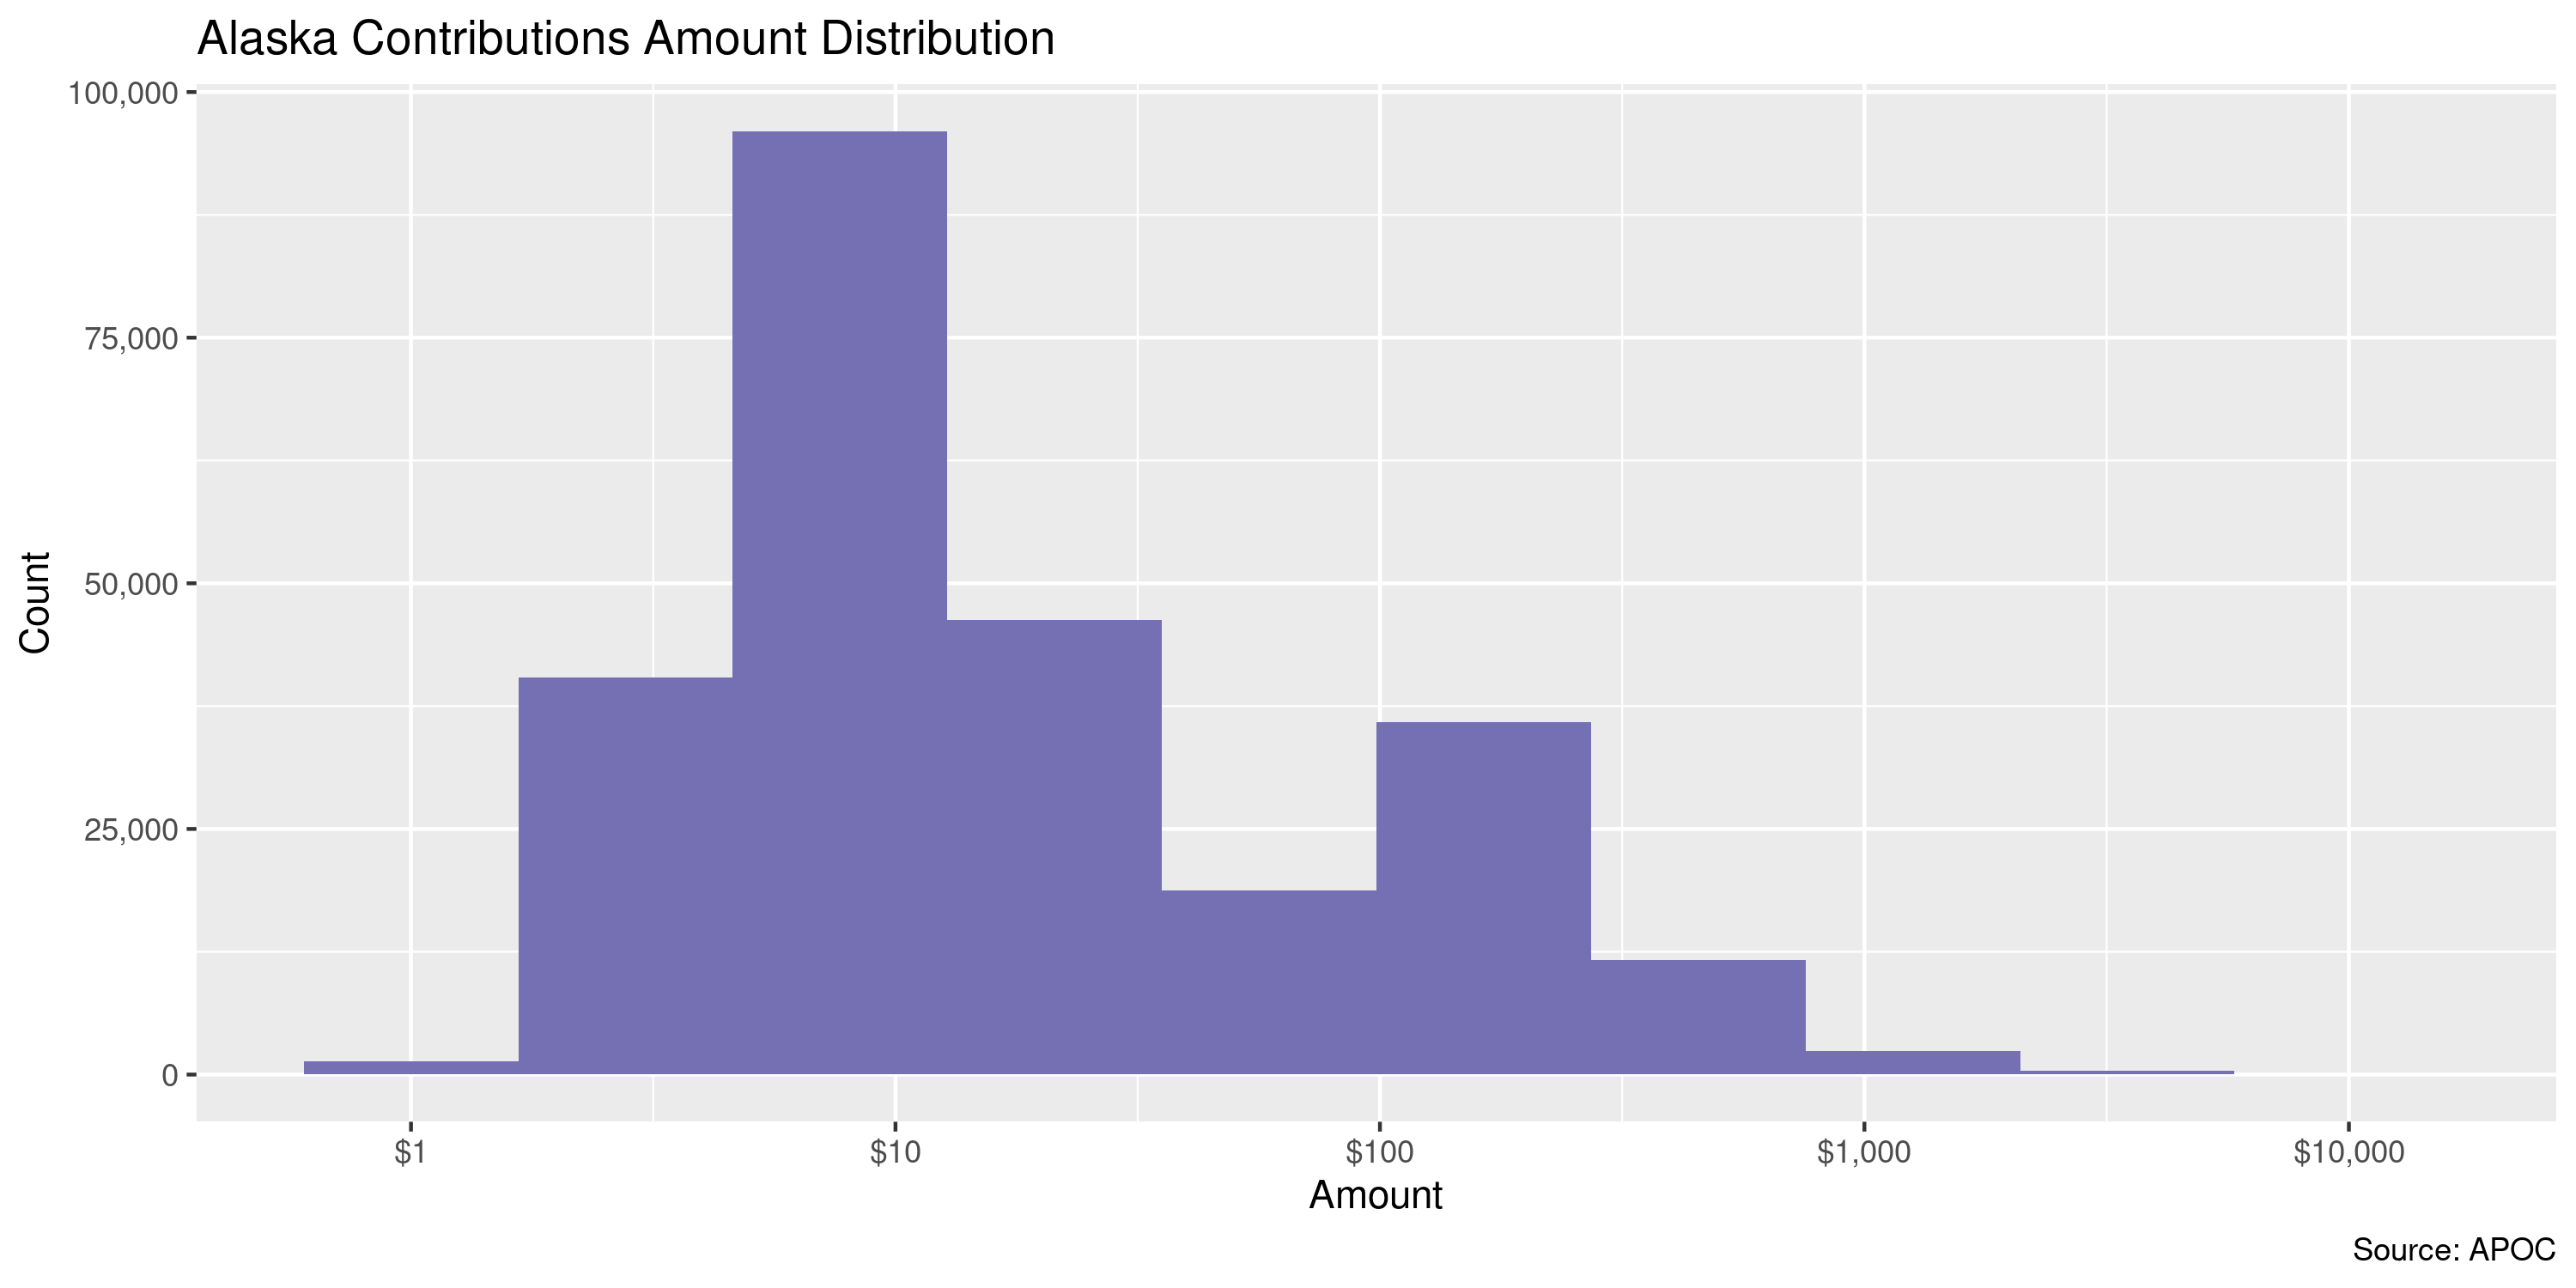 Alaska Contributions Amount Distribution
100,000
75,000
50,000
25,000
0
Count
$1 $10 $100 $1,000 $10,000
Amount
Source: APOC